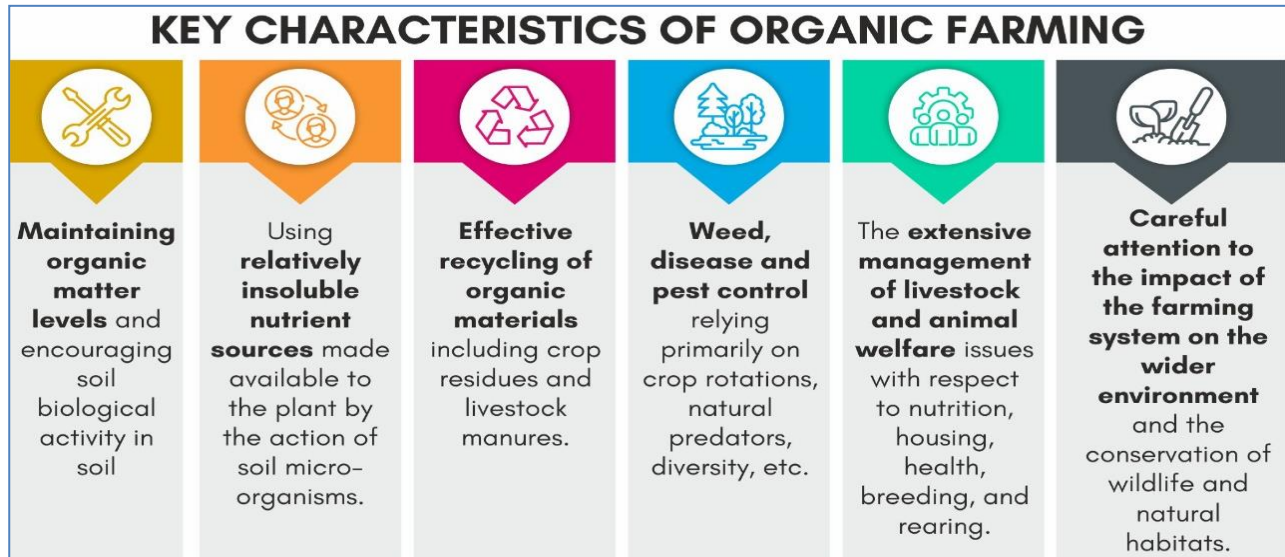 KEY CHARACTERISTICS OF ORGANIC FARMING
Maintaining
organic
matter
levels and
encouraging
soil
biological
activity in
soil
Using
relatively
insoluble
nutrient
sources made
available to
the plant by
the action of
soil micro-
organisms.
Effective
recycling of
organic
materials
including crop
residues and
livestock
manures.
Weed,
disease and
pest control
relying
primarily on
crop rotations,
natural
predators,
diversity, etc.
The extensive
management
of livestock
and animal
welfare issues
with respect
to nutrition,
housing,
health,
breeding, and
rearing.
Careful
attention to
the impact of
the farming
system on the
wider
environment
and the
conservation of
wildlife and
natural
habitats.